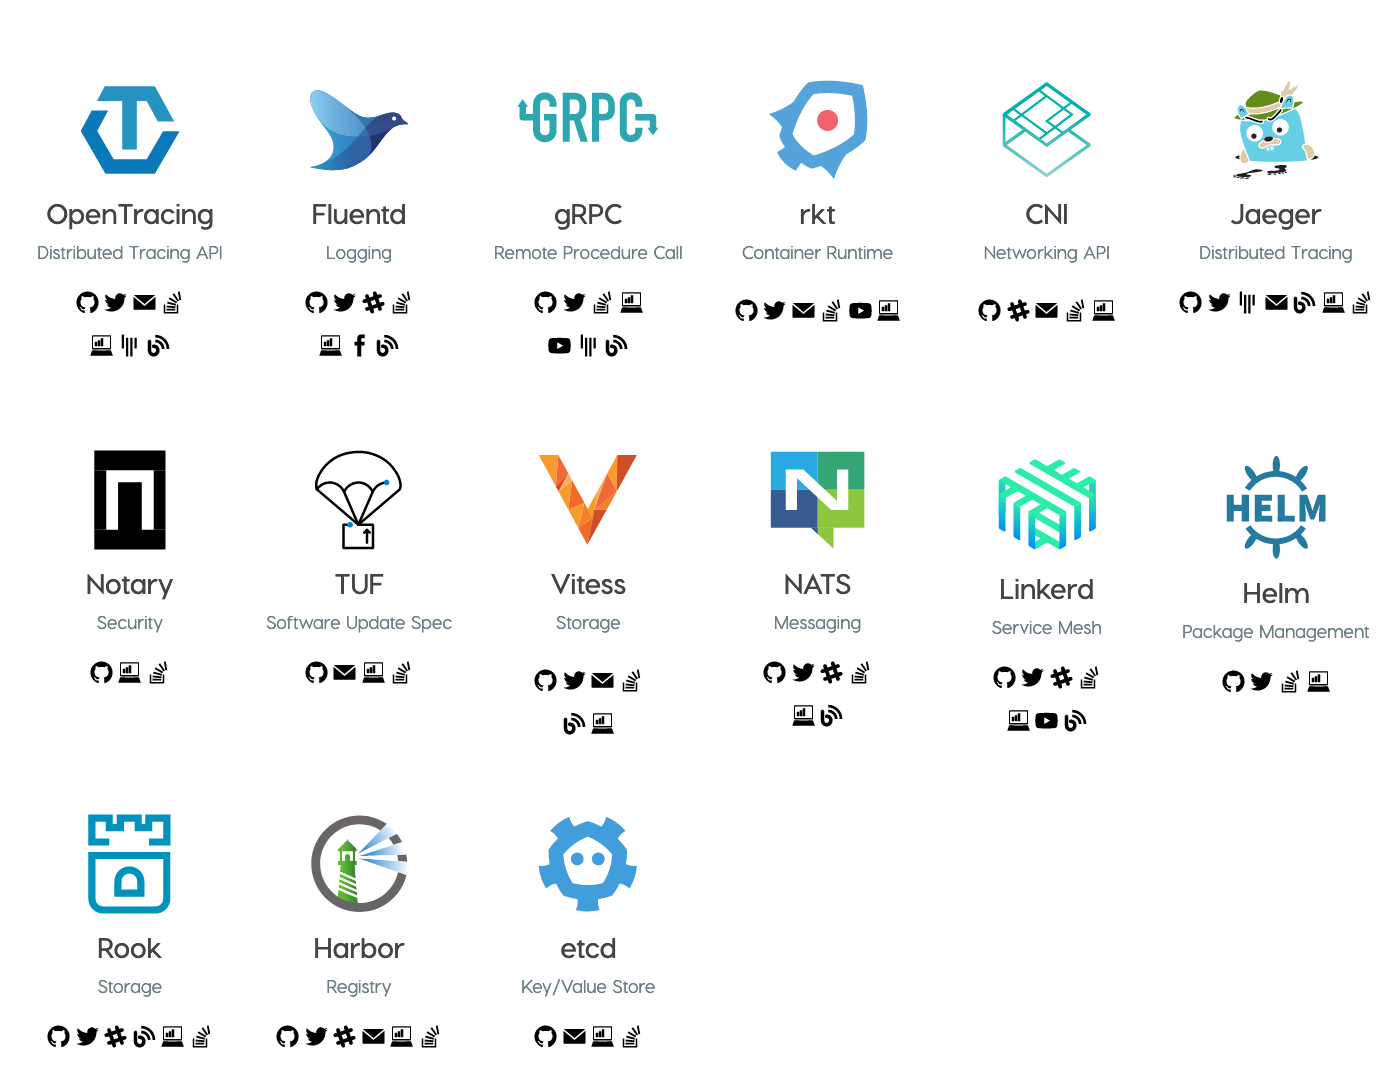 GRPC
OpenTracing
Distributed Tracing API
Fluentd
Logging
gRPC
Remote Procedure Call
rkt
Container Runtime
CNI
Networking API
Jaeger
Distributed Tracing
HELM
Notary
Security
TUF
Software Update Spec
Vitess
Storage
NATS
Messaging
Linkerd
Service Mesh
Helm
Package Management
Rook
Storage
Harbor
Registry
etcd
Key/Value Store